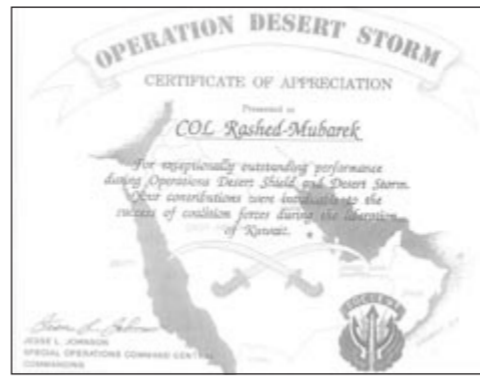 OPERATION DESERT STORM
CERTIFICATE OF APPRECIATION
Presented to
COL Rashed-Mubarek
For exceptionally outstanding performance
during Operations Desert Shield and Desert Storm.
Your contributions were invaluable to the
success of coalition forces during the liberation
of Kuwait.
SOCCENT
JESSE L. JOHNSON
SPECIAL OPERATIONS COMMAND CENTRAL
COMMANDING